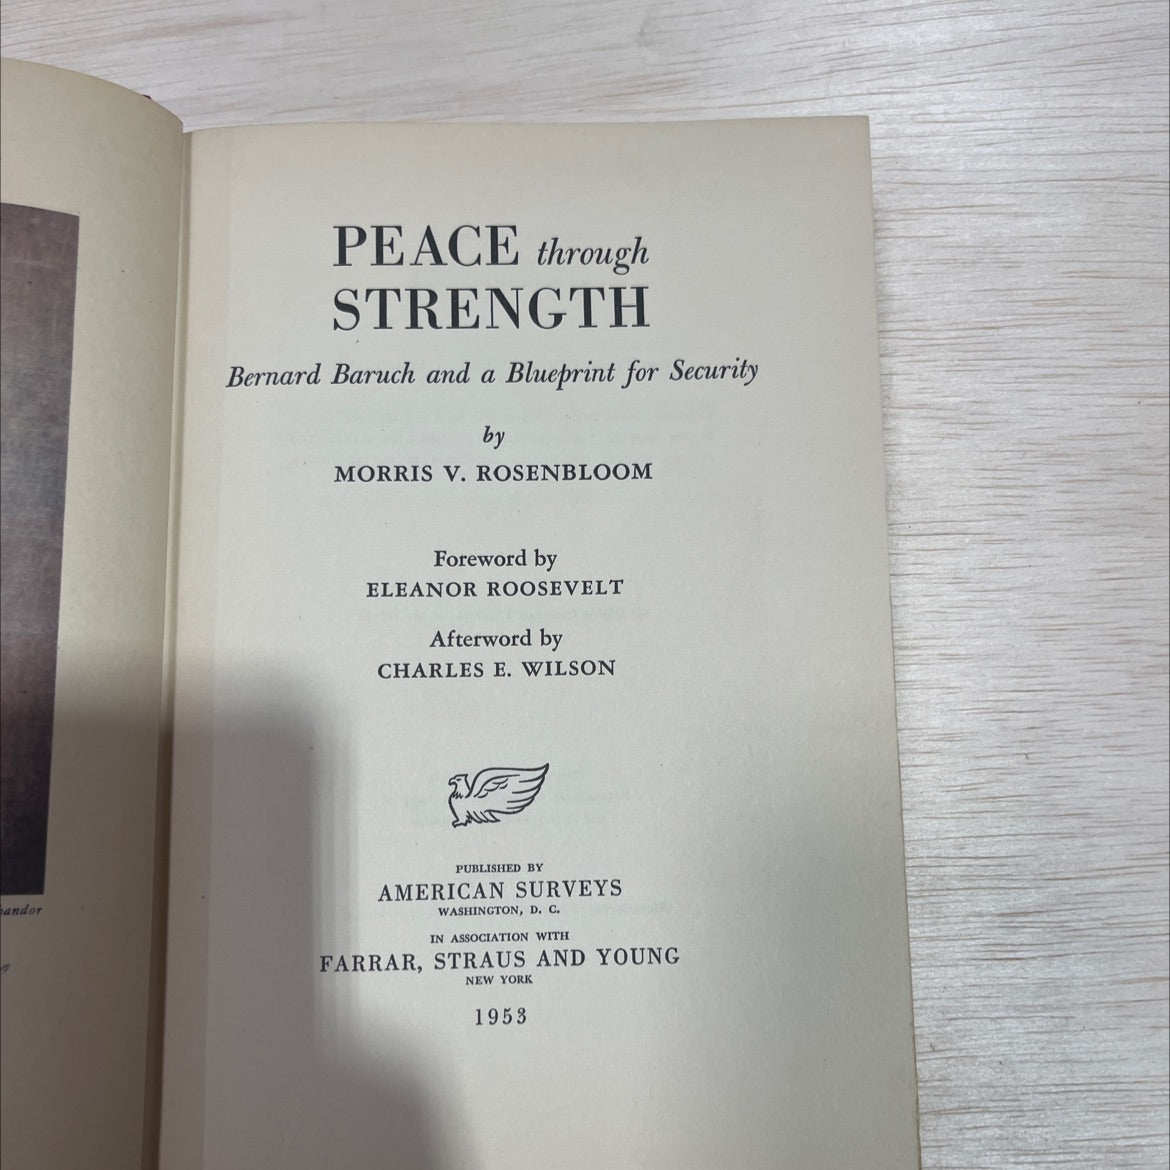 PEACE through
STRENGTH
Bernard Baruch and a Blueprint for Security
by
MORRIS V. ROSENBLOOM
Foreword by
ELEANOR ROOSEVELT
Afterword by
CHARLES E. WILSON
PUBLISHED BY
AMERICAN SURVEYS
WASHINGTON, D. C.
IN ASSOCIATION WITH
FARRAR, STRAUS AND YOUNG
NEW YORK
1953